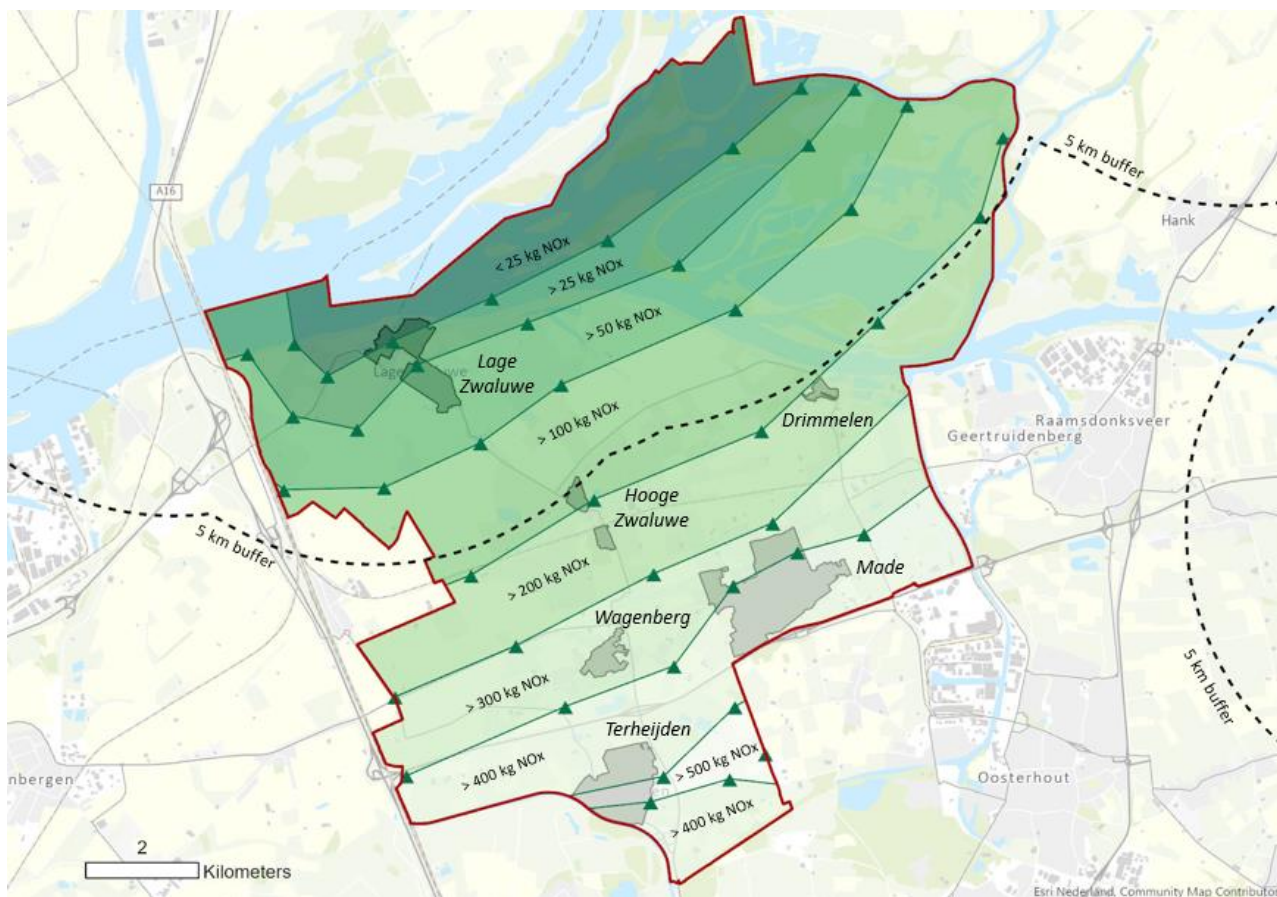 A16
5 km buffer
Hank
< 25 kg NOx
> 25 kg NOx
> 50 kg NOx
Lage
Zwaluwe
> 100 kg NOx
Drimmelen
Raamsdonksveer
Geertruidenberg
Hooge
Zwaluwe
5 km buffer
> 200 kg NOx
Made
Wagenberg
5 km buffer
> 300 kg NOx
Terheijden
> 400 kg NOx
> 500 kg NOx
nbergen
Oosterhout
> 400 kg NOx
2
Kilometers
Esri Nederland, Community Map Contributor